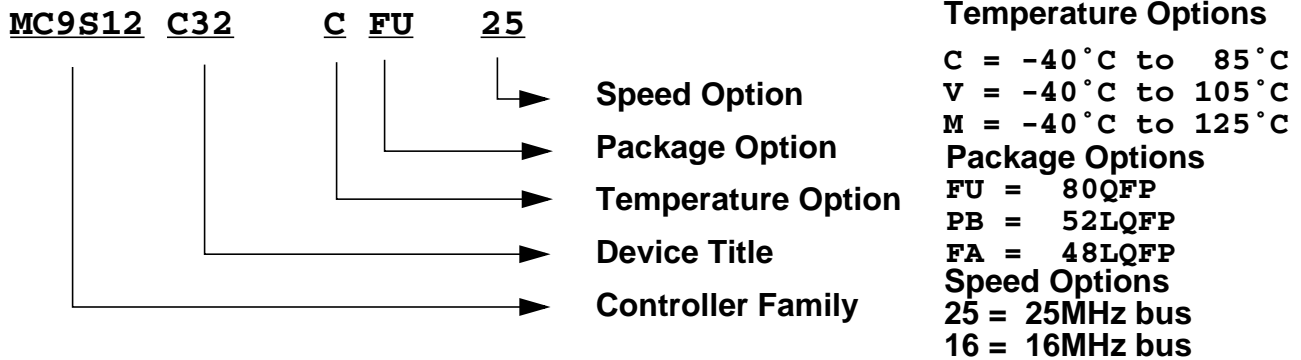 MC9S12 C32 C FU 25
Speed Option
Package Option
Temperature Option
Device Title
Controller Family
Temperature Options
C = -40˚C to 85˚C
V = -40˚C to 105˚C
M = -40˚C to 125˚C
Package Options
FU = 80QFP
PB = 52LQFP
FA = 48LQFP
Speed Options
25 = 25MHz bus
16 = 16MHz bus